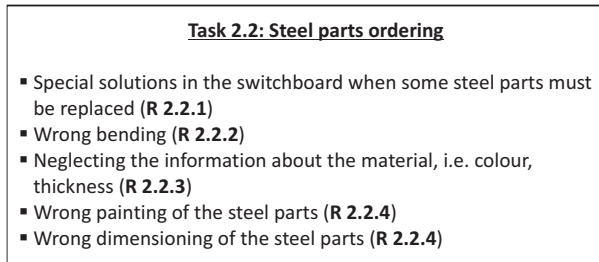 Task 2.2: Steel parts ordering
▪ Special solutions in the switchboard when some steel parts must
be replaced (R 2.2.1)
▪ Wrong bending (R 2.2.2)
▪ Neglecting the information about the material, i.e. colour,
thickness (R 2.2.3)
▪ Wrong painting of the steel parts (R 2.2.4)
▪ Wrong dimensioning of the steel parts (R 2.2.4)